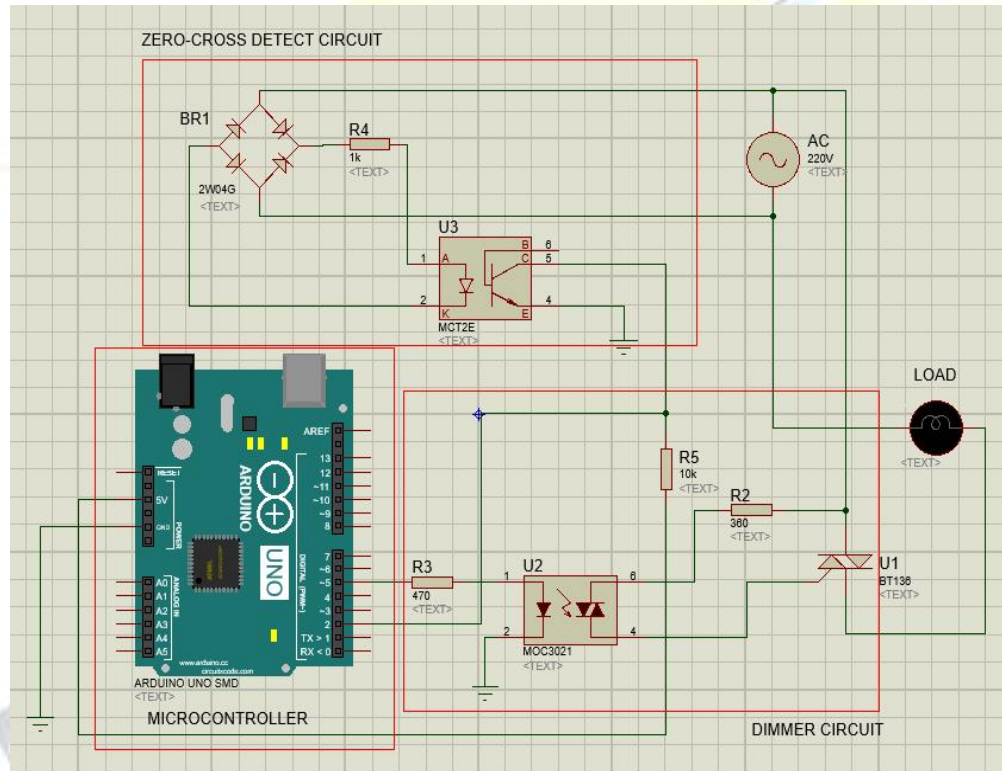 ZERO-CROSS DETECT CIRCUIT
BR1
2W04G
<TEXT>
R4
1k
<TEXT>
AC
220V
<TEXT>
U3
1
A
2
K
B
6
C
5
4
E
MCT2E
<TEXT>
LOAD
<TEXT>
R5
10k
<TEXT>
R2
360
<TEXT>
U1
BT136
<TEXT>
R3
470
<TEXT>
U2
1
2
6
4
MOC3021
<TEXT>
AREF
13
12
~11
~10
~9
8
7
~6
~5
4
~3
2
TX > 1
RX < 0
RESET
5V
GND
POWER
A0
A1
A2
A3
A4
A5
ANALOG IN
ARDUINO
UNO
DIGITAL (PWM~)
www.arduino.cc
circuitxcode.com
ARDUINO UNO SMD
<TEXT>
MICROCONTROLLER
DIMMER CIRCUIT